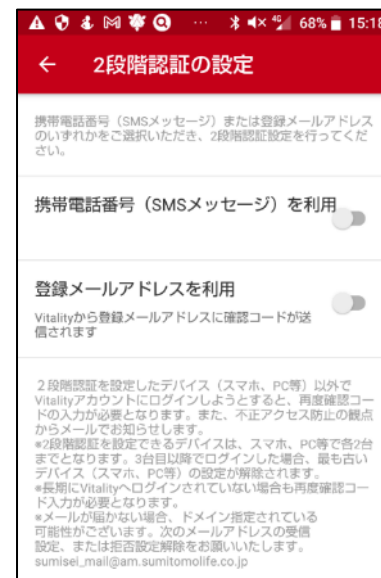 68% 15:18
← 2段階認証の設定
携帯電話番号（SMSメッセージ）または登録メールアドレス
のいずれかをご選択いただき、2段階認証設定を行ってくだ
さい。
携帯電話番号（SMSメッセージ）を利用
登録メールアドレスを利用
Vitalityから登録メールアドレスに確認コードが送
信されます
２段階認証を設定したデバイス（スマホ、PC等）以外で
Vitalityアカウントにログインしようとすると、再度確認コー
ドの入力が必要となります。また、不正アクセス防止の観点
からメールでお知らせします。
※2段階認証を設定できるデバイスは、スマホ、PC等で各2台
までとなります。3台目以降でログインした場合、最も古い
デバイス（スマホ、PC等）の設定が解除されます。
※長期にVitalityへログインされていない場合も再度確認コー
ド入力が必要となります。
※メールが届かない場合、ドメイン指定されている
可能性がございます。次のメールアドレスの受信
設定、または拒否設定解除をお願いいたします。
sumisei_mail@am.sumitomolife.co.jp